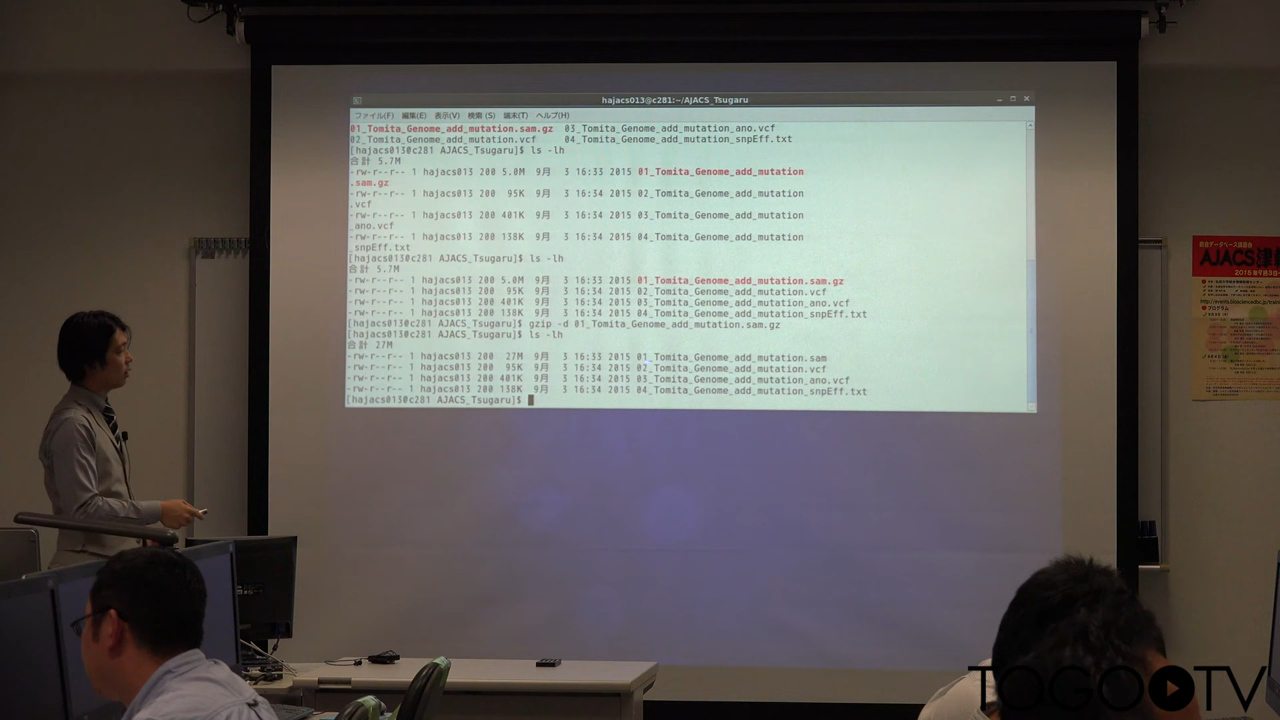 hajacs013@c281:~/AJACS_Tsugaru
ファイル(F) 編集(E) 表示(V) 検索 (S) 端末(T) ヘルプ(H)
01_Tomita_Genome_add_mutation.sam.gz 03_Tomita_Genome_add_mutation_ano.vcf
02_Tomita_Genome_add_mutation.vcf 04_Tomita_Genome_add_mutation_snpEff.txt
[hajacs013@c281 AJACS_Tsugaru]$ ls -lh
合計 5.7M
-rw-r--r-- 1 hajacs013 200 5.0M 9月 3 16:33 2015 01_Tomita_Genome_add_mutation
.sam.gz
-rw-r--r-- 1 hajacs013 200 95K 9月 3 16:34 2015 02_Tomita_Genome_add_mutation
.vcf
-rw-r--r-- 1 hajacs013 200 401K 9月 3 16:34 2015 03_Tomita_Genome_add_mutation
_ano.vcf
-rw-r--r-- 1 hajacs013 200 138K 9月 3 16:34 2015 04_Tomita_Genome_add_mutation
_snpEff.txt
[hajacs013@c281 AJACS_Tsugaru]$ ls -lh
合計 5.7M
-rw-r--r-- 1 hajacs013 200 5.0M 9月 3 16:33 2015 01_Tomita_Genome_add_mutation.sam.gz
-rw-r--r-- 1 hajacs013 200 95K 9月 3 16:34 2015 02_Tomita_Genome_add_mutation.vcf
-rw-r--r-- 1 hajacs013 200 401K 9月 3 16:34 2015 03_Tomita_Genome_add_mutation_ano.vcf
-rw-r--r-- 1 hajacs013 200 138K 9月 3 16:34 2015 04_Tomita_Genome_add_mutation_snpEff.txt
[hajacs013@c281 AJACS_Tsugaru]$ gzip -d 01_Tomita_Genome_add_mutation.sam.gz
[hajacs013@c281 AJACS_Tsugaru]$ ls -lh
合計 27M
-rw-r--r-- 1 hajacs013 200 27M 9月 3 16:33 2015 01_Tomita_Genome_add_mutation.sam
-rw-r--r-- 1 hajacs013 200 95K 9月 3 16:34 2015 02_Tomita_Genome_add_mutation.vcf
-rw-r--r-- 1 hajacs013 200 401K 9月 3 16:34 2015 03_Tomita_Genome_add_mutation_ano.vcf
-rw-r--r-- 1 hajacs013 200 138K 9月 3 16:34 2015 04_Tomita_Genome_add_mutation_snpEff.txt
[hajacs013@c281 AJACS_Tsugaru]$
AJACS津
TOGOTV